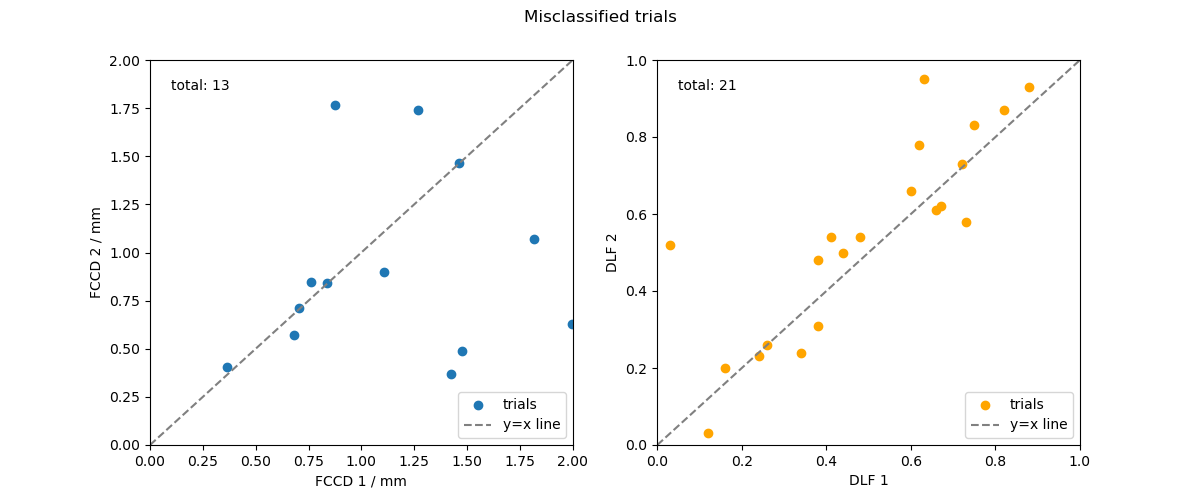 Misclassified trials
2.00
1.75
1.50
1.25
1.00
0.75
0.50
0.25
0.00
FCCD 2 / mm
total: 13
trials
y=x line
0.00 0.25 0.50 0.75 1.00 1.25 1.50 1.75 2.00
FCCD 1 / mm
1.0
0.8
0.6
0.4
0.2
0.0
DLF 2
total: 21
trials
y=x line
0.0 0.2 0.4 0.6 0.8 1.0
DLF 1